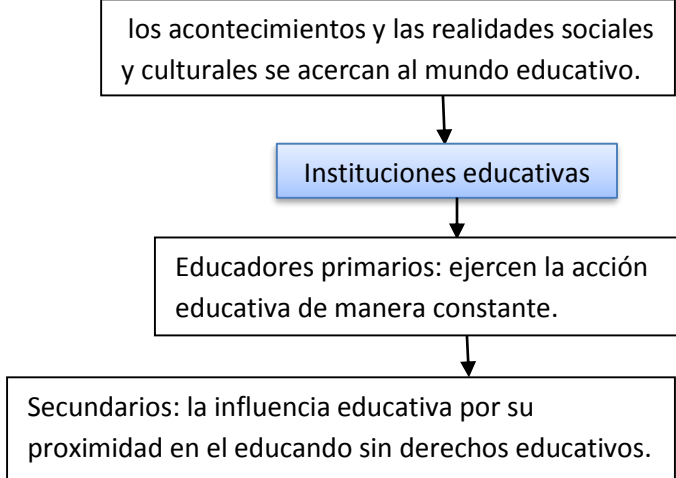 los acontecimientos y las realidades sociales
y culturales se acercan al mundo educativo.
Instituciones educativas
Educadores primarios: ejercen la acción
educativa de manera constante.
Secundarios: la influencia educativa por su
proximidad en el educando sin derechos educativos.